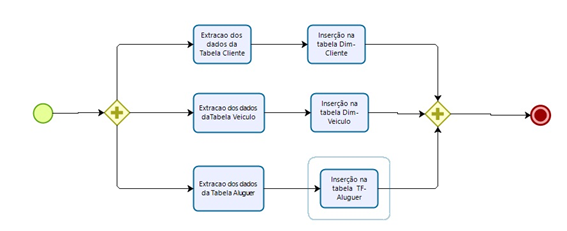 Extracao dos
dados da
Tabela Cliente
Inserção na
tabela Dim-
Cliente
Extracao dos dados
daTabela Veiculo
Inserção na
tabela Dim-
Veiculo
Extracao dos dados
da Tabela Aluguer
Inserção na
tabela TF-
Aluguer